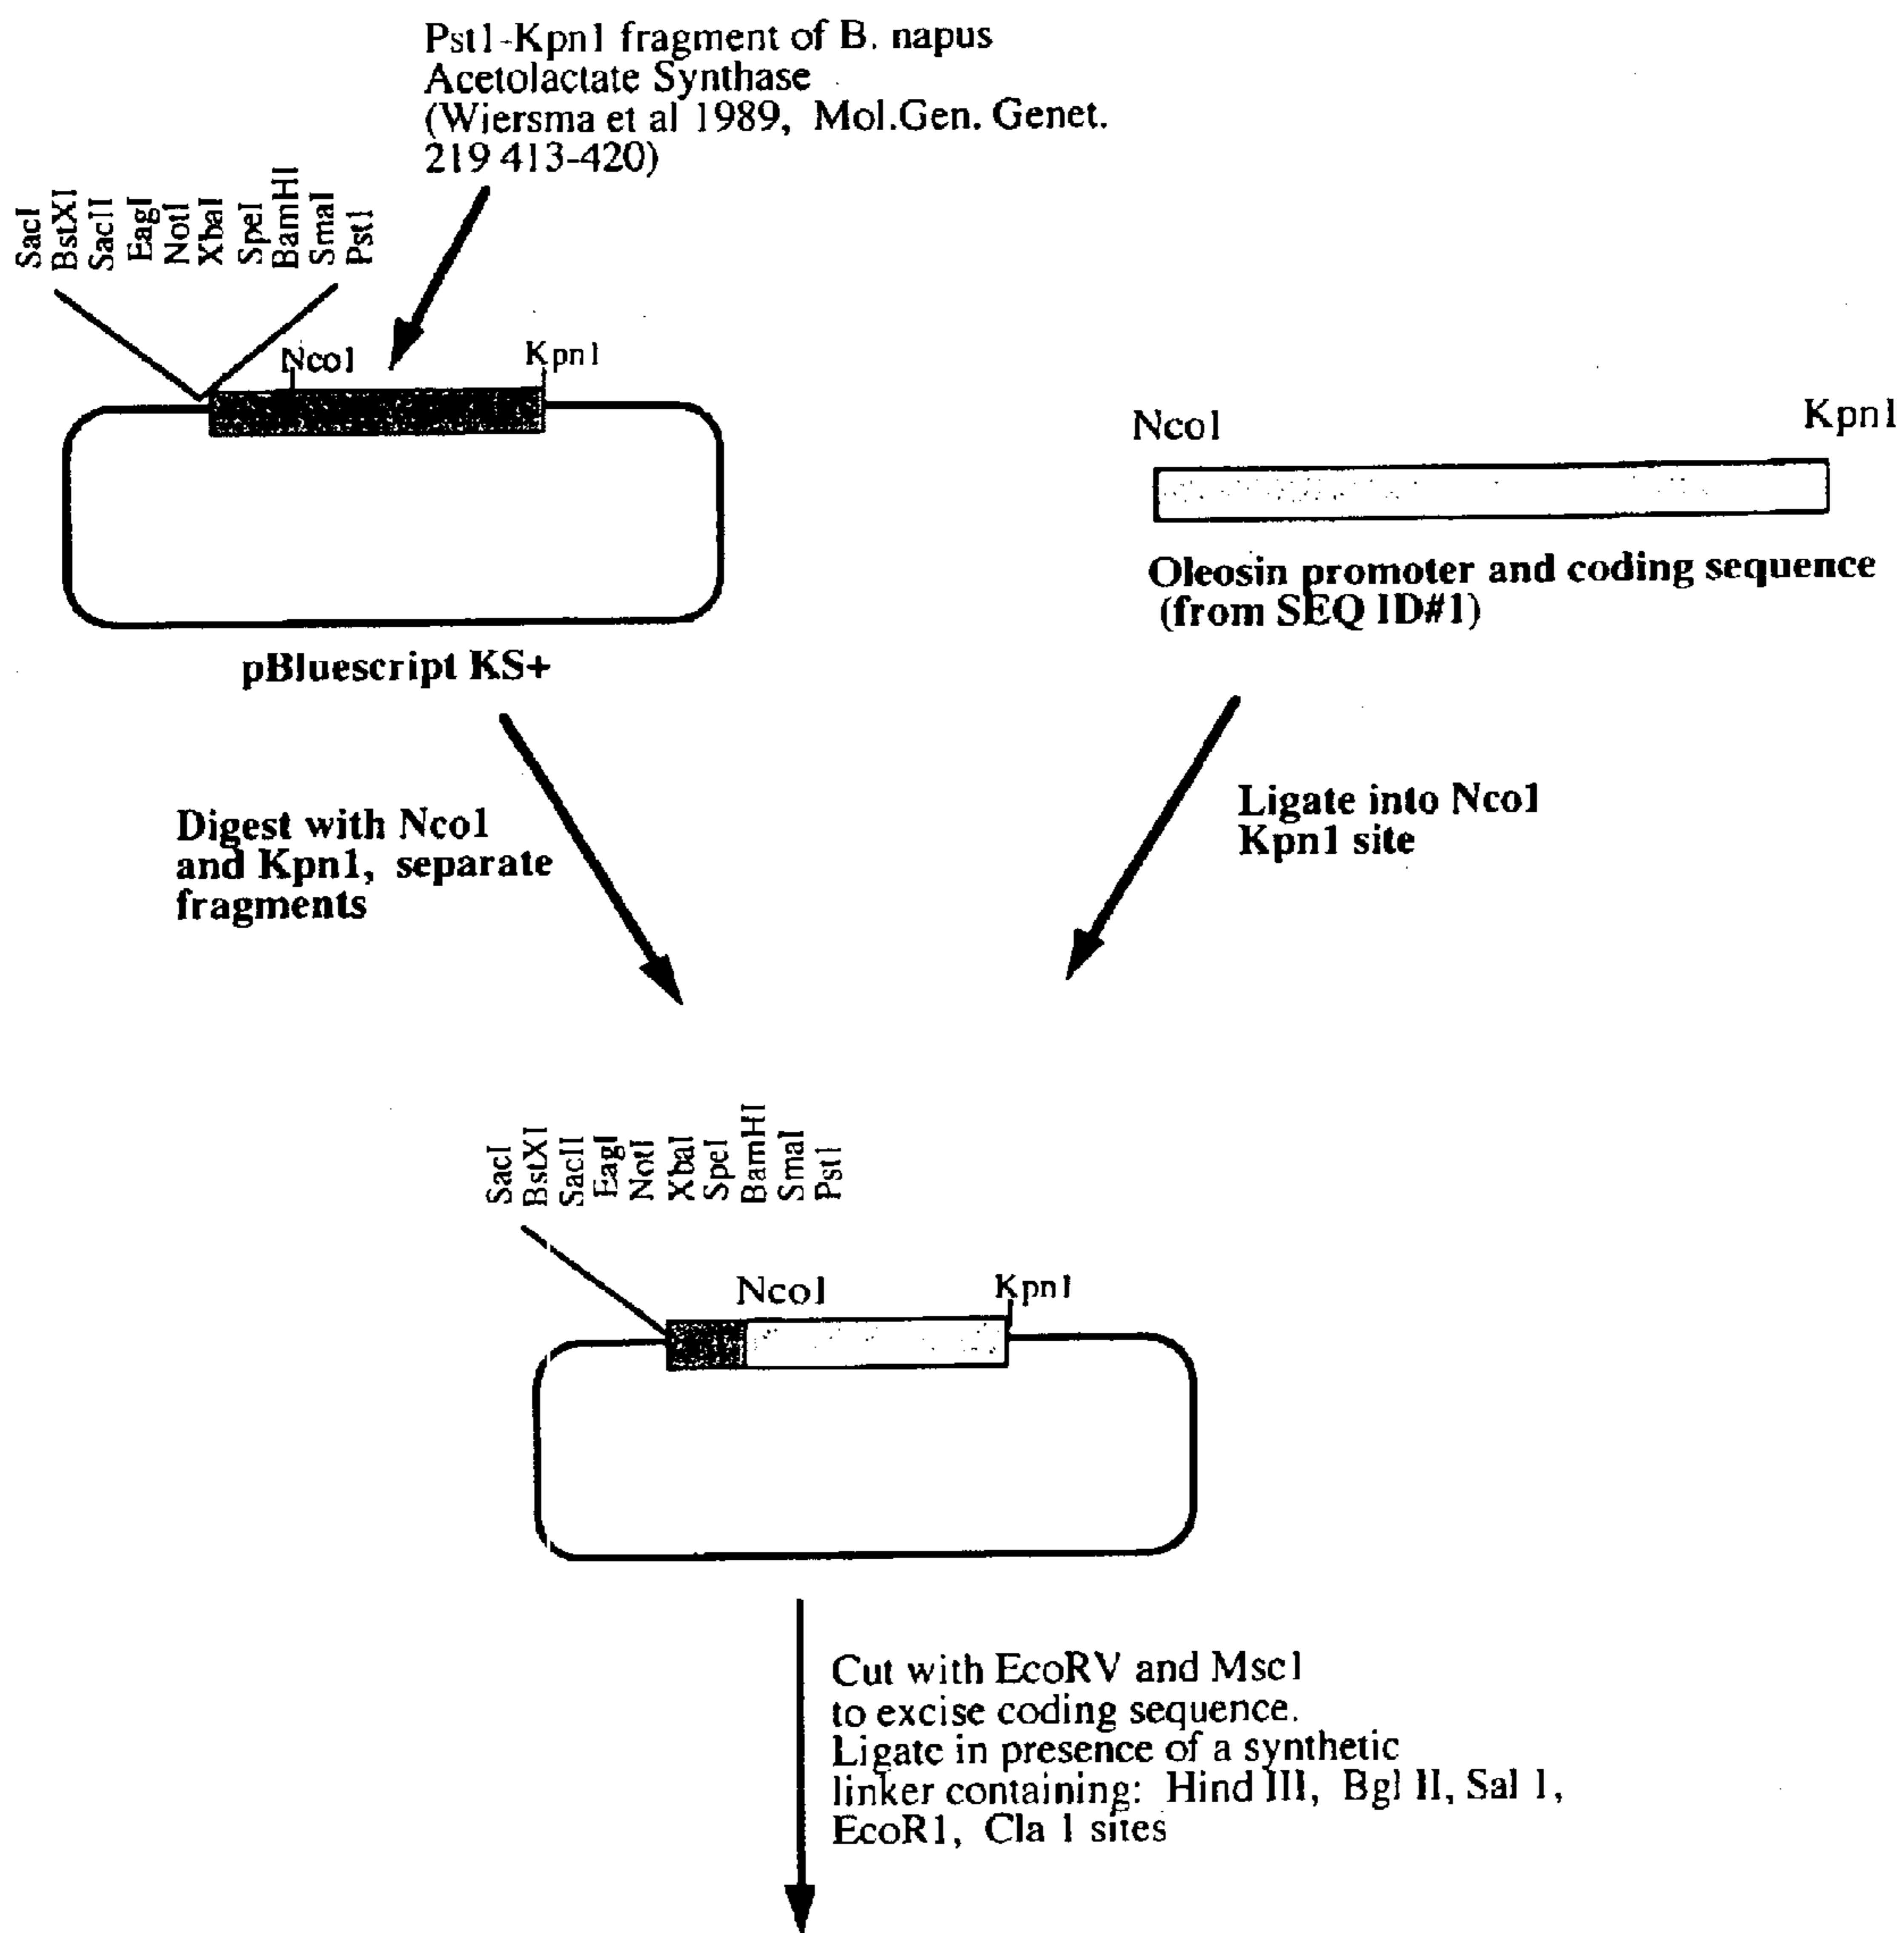 Pst1-Kpn1 fragment of B. napus
Acetolactate Synthase
(Wiersma et al 1989, Mol.Gen. Genet.
219 413-420)
SacI
BstXI
SacII
EagI
NotI
XbaI
SpeI
BamHI
SmaI
Pst1
Nco1
Kpn1
pBluescript KS+
Nco1
Kpn1
Oleosin promoter and coding sequence
(from SEQ ID#1)
Digest with Nco1
and Kpn1, separate
fragments
Ligate into Nco1
Kpn1 site
SacI
BstXI
SacII
EagI
NotI
XbaI
SpeI
BamHI
SmaI
Pst1
Nco1
Kpn1
Cut with EcoRV and Msc1
to excise coding sequence.
Ligate in presence of a synthetic
linker containing: Hind III, Bgl II, Sal 1,
EcoR1, Cla 1 sites